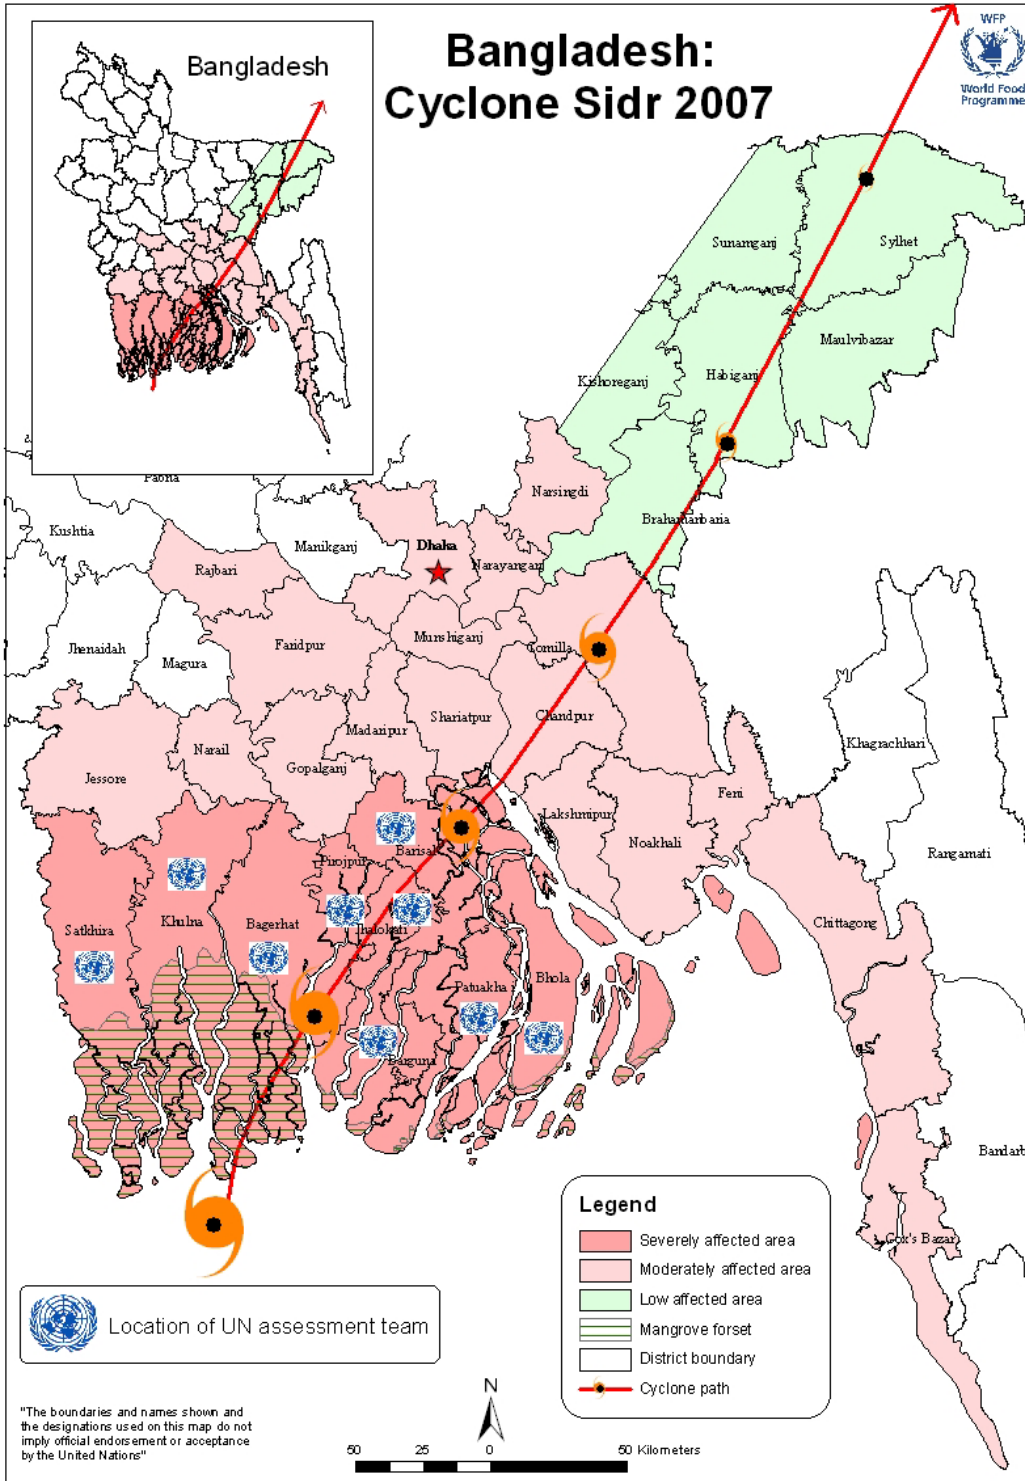 Bangladesh:
Cyclone Sidr 2007
WFP
World Food
Programme
Bangladesh
Sunamganj
Sylhet
Maulvibazar
Habiganj
Kishoreganj
Narsingdi
Brahamanbaria
Pabna
Kushtia
Manikganj
Dhaka
Narayanganj
Rajbari
Jhenaidah
Magura
Faridpur
Munshiganj
Comilla
Shariatpur
Chandpur
Madaripur
Narail
Gopalganj
Jessore
Khagrachhari
Feni
Lakshmipur
Noakhali
Barisal
Pirojpur
Rangamati
Satkhira
Khulna
Bagerhat
Jhalokati
Chittagong
Patuakha i
Bhola
Barguna
Bandarb
Cox's Bazar
Legend
Severely affected area
Moderately affected area
Low affected area
Mangrove forset
District boundary
Cyclone path
Location of UN assessment team
"The boundaries and names shown and
the designations used on this map do not
imply official endorsement or acceptance
by the United Nations"
N
50 25 0 50 Kilometers